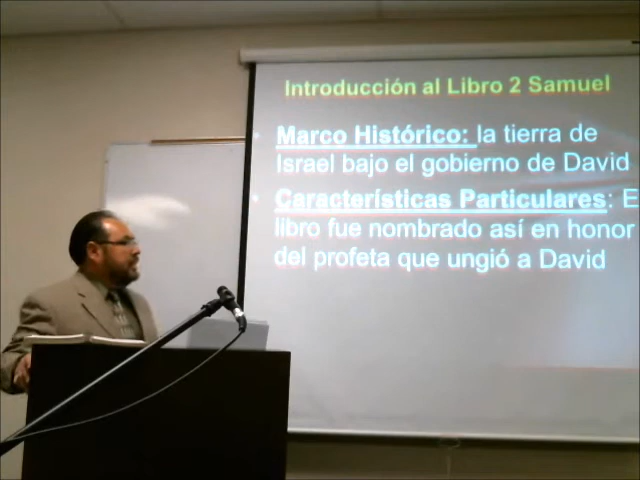 Introducción al Libro 2 Samuel
• Marco Histórico: la tierra de
Israel bajo el gobierno de David
• Características Particulares: E
libro fue nombrado así en honor
del profeta que ungió a David